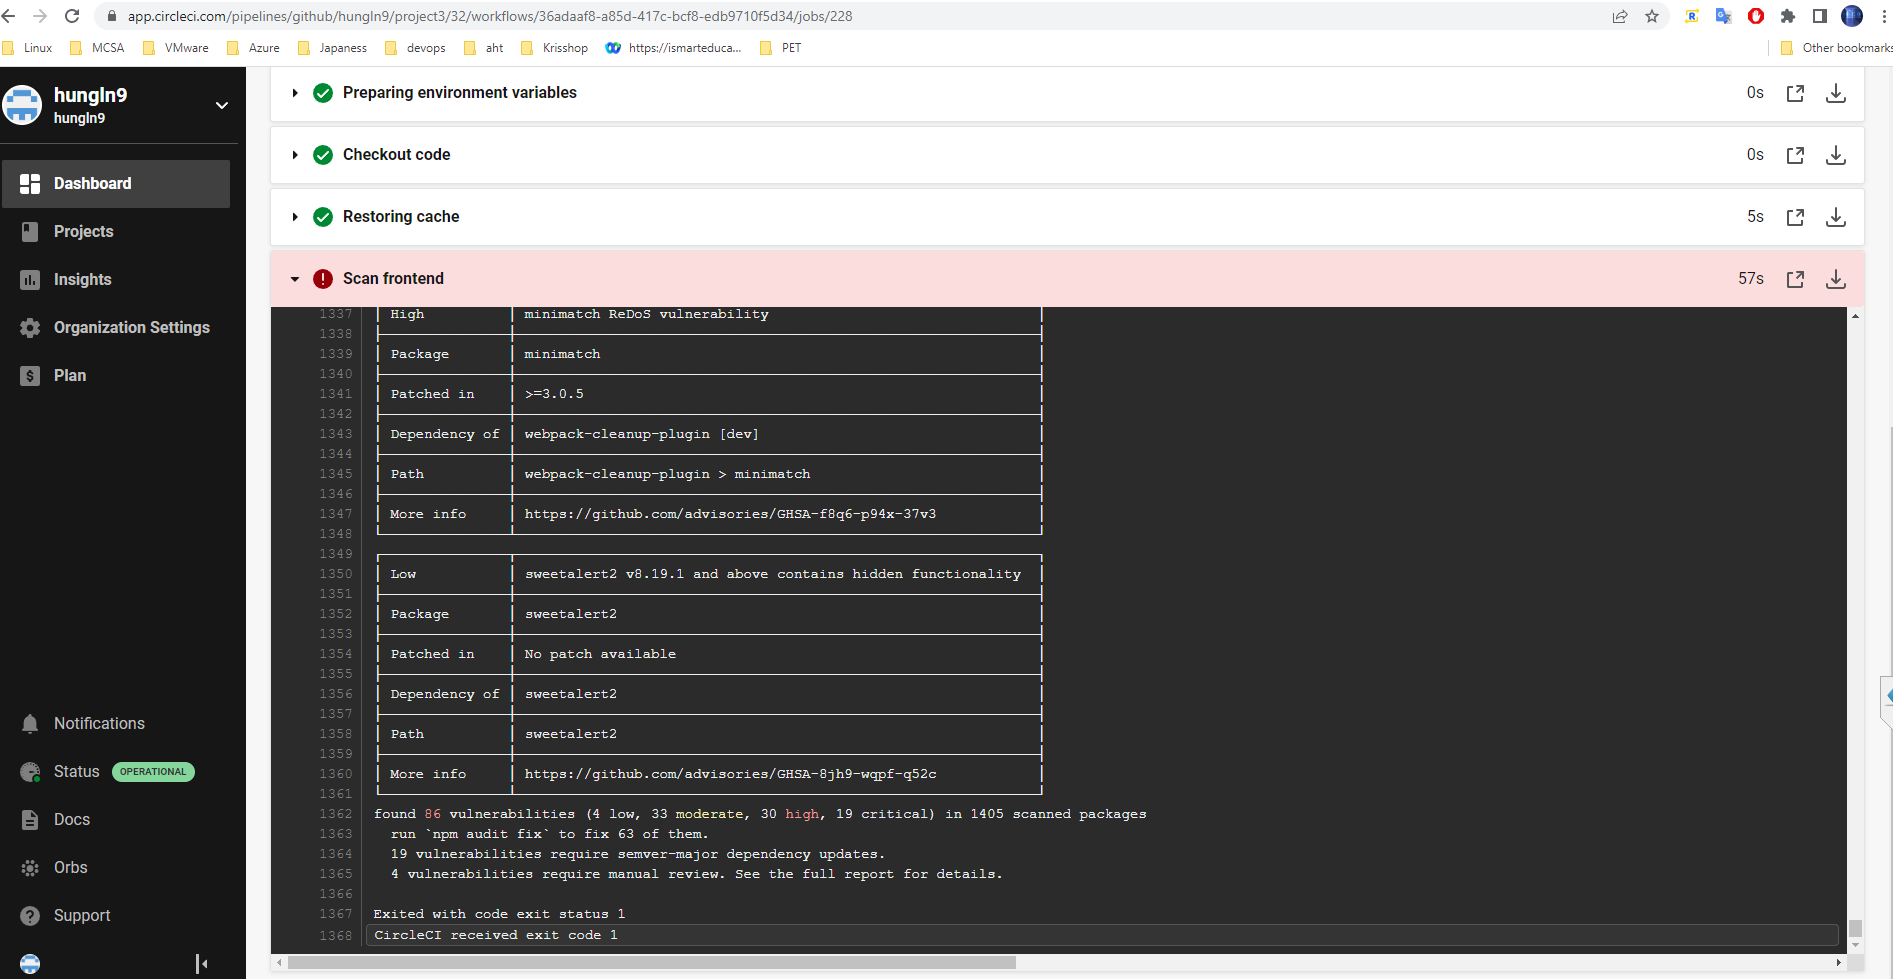 app.circleci.com/pipelines/github/hungln9/project3/32/workflows/36adaaf8-a85d-417c-bcf8-edb9710f5d34/jobs/228
Linux MCSA VMware Azure Japaness devops aht Krisshop https://ismarteduca... PET Other bookmarks
hungln9
hungln9
Dashboard
Projects
Insights
Organization Settings
Plan
Notifications
Status OPERATIONAL
Docs
Orbs
Support
Preparing environment variables 0s
Checkout code 0s
Restoring cache 5s
Scan frontend 57s
1337 High minimatch ReDoS vulnerability
1338
1339 Package minimatch
1340
1341 Patched in >=3.0.5
1342
1343 Dependency of webpack-cleanup-plugin [dev]
1344
1345 Path webpack-cleanup-plugin > minimatch
1346
1347 More info https://github.com/advisories/GHSA-f8q6-p94x-37v3
1348
1349
1350 Low sweetalert2 v8.19.1 and above contains hidden functionality
1351
1352 Package sweetalert2
1353
1354 Patched in No patch available
1355
1356 Dependency of sweetalert2
1357
1358 Path sweetalert2
1359
1360 More info https://github.com/advisories/GHSA-8jh9-wqpf-q52c
1361
1362 found 86 vulnerabilities (4 low, 33 moderate, 30 high, 19 critical) in 1405 scanned packages
1363 run `npm audit fix` to fix 63 of them.
1364 19 vulnerabilities require semver-major dependency updates.
1365 4 vulnerabilities require manual review. See the full report for details.
1366
1367 Exited with code exit status 1
1368 CircleCI received exit code 1